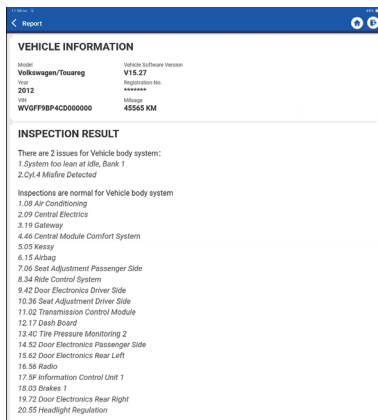 11:08
Report
VEHICLE INFORMATION
Model
Volkswagen/Touareg
Vehicle Software Version
V15.27
Year
2012
Registration No.
*******
VIN
WVGFF9BP4CD000000
Mileage
45565 KM
INSPECTION RESULT
There are 2 issues for Vehicle body system:
1.System too lean at idle, Bank 1
2.Cyl.4 Misfire Detected
Inspections are normal for Vehicle body system
1.08 Air Conditioning
2.09 Central Electrics
3.19 Gateway
4.46 Central Module Comfort System
5.05 Kessy
6.15 Airbag
7.06 Seat Adjustment Passenger Side
8.34 Ride Control System
9.42 Door Electronics Driver Side
10.36 Seat Adjustment Driver Side
11.02 Transmission Control Module
12.17 Dash Board
13.4C Tire Pressure Monitoring 2
14.52 Door Electronics Passenger Side
15.62 Door Electronics Rear Left
16.56 Radio
17.5F Information Control Unit 1
18.03 Brakes 1
19.72 Door Electronics Rear Right
20.55 Headlight Regulation